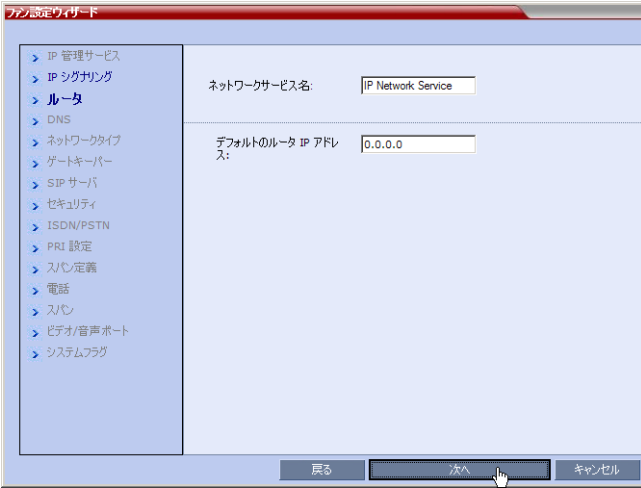 ファン設定ウィザード
IP 管理サービス
IP シグナリング
ルータ
DNS
ネットワークタイプ
ゲートキーパー
SIP サーバ
セキュリティ
ISDN/PSTN
PRI 設定
スパン定義
電話
スパン
ビデオ/音声ポート
システムフラグ
ネットワークサービス名:
IP Network Service
デフォルトのルータ IP アドレ
ス:
0.0.0.0
戻る
次へ
キャンセル